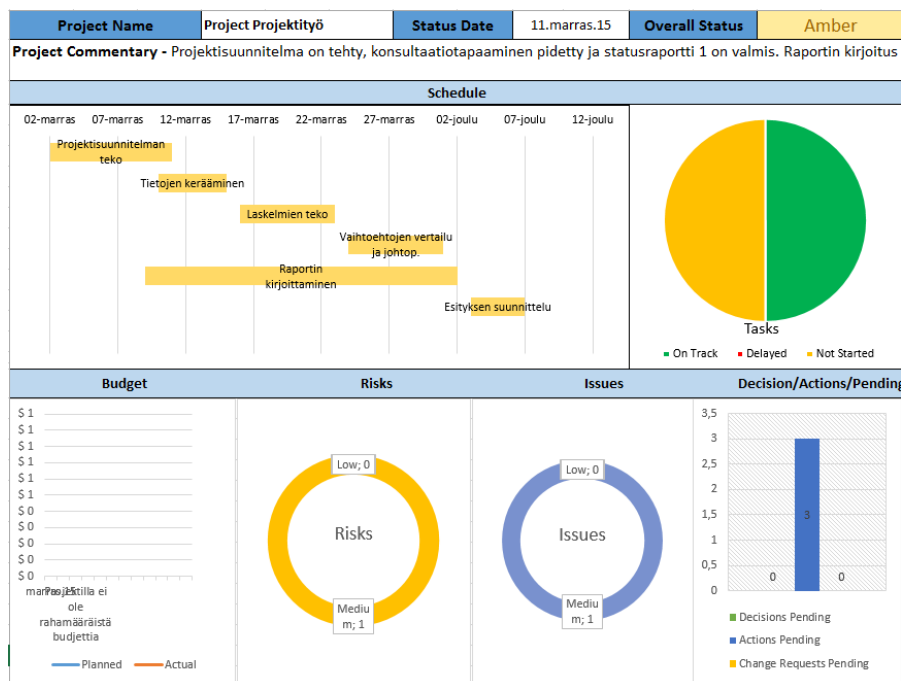 Project Name Project Projektityö Status Date 11.marras.15 Overall Status Amber
Project Commentary - Projektisuunnitelma on tehty, konsultaatiotapaaminen pidetty ja statusraportti 1 on valmis. Raportin kirjoitus
Schedule
02-marras 07-marras 12-marras 17-marras 22-marras 27-marras 02-joulu 07-joulu 12-joulu
Projektisuunnitelman
teko
Tietojen kerääminen
Laskelmien teko
Vaihtoehtojen vertailu
ja johtop.
Raportin
kirjoittaminen
Esityksen suunnittelu
Tasks
On Track Delayed Not Started
Budget Risks Issues Decision/Actions/Pending
$ 1
$ 1
$ 1
$ 1
$ 1
$ 1
$ 0
$ 0
$ 0
$ 0
$ 0
marras.15 Projektilla ei
ole
rahamääräistä
budjettia
Planned Actual
Low; 0
Risks
Mediu
m; 1
Low; 0
Issues
Mediu
m; 1
3,5
3
2,5
2
1,5
1
0,5
0
0 3 0
Decisions Pending
Actions Pending
Change Requests Pending